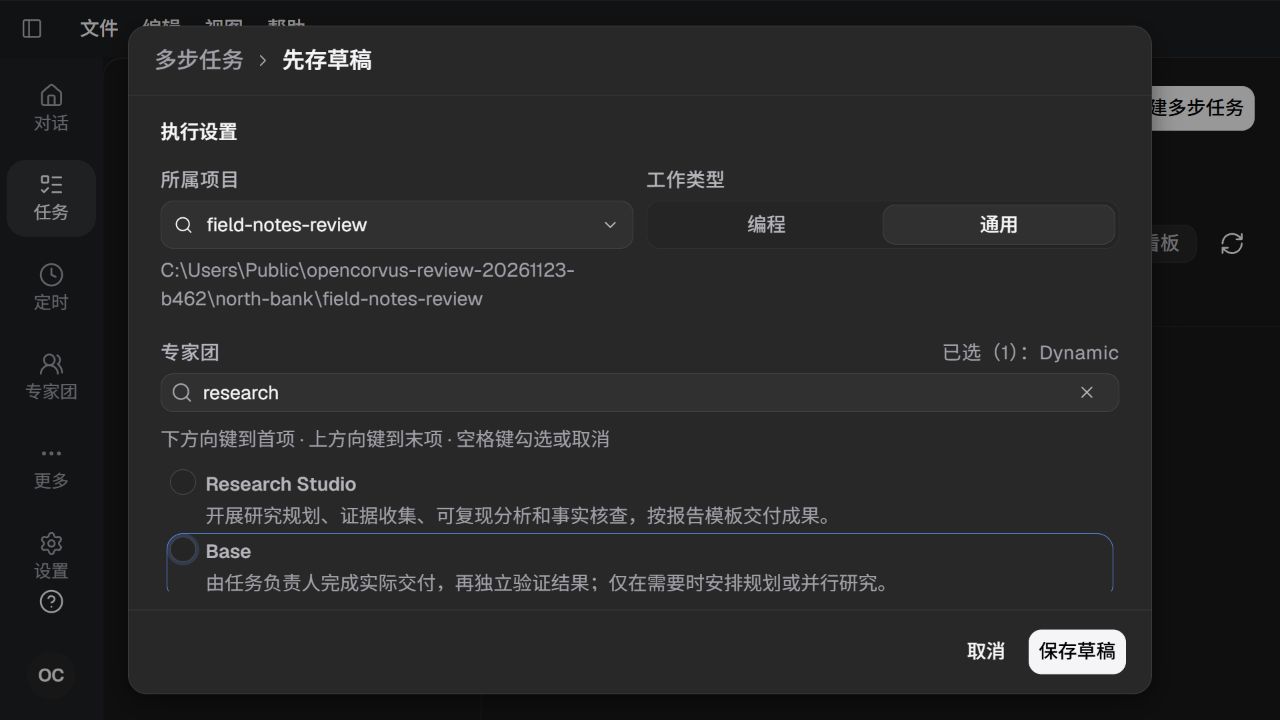 文件 编辑 视图 帮助
对话
任务
定时
专家团
更多
设置
OC
建多步任务
看板
多步任务 > 先存草稿
执行设置
所属项目
field-notes-review
C:\Users\Public\opencorvus-review-20261123-
b462\north-bank\field-notes-review
工作类型
编程 通用
专家团
已选（1）：Dynamic
research
下方向键到首项 · 上方向键到末项 · 空格键勾选或取消
Research Studio
开展研究规划、证据收集、可复现分析和事实核查，按报告模板交付成果。
Base
由任务负责人完成实际交付，再独立验证结果；仅在需要时安排规划或并行研究。
取消 保存草稿